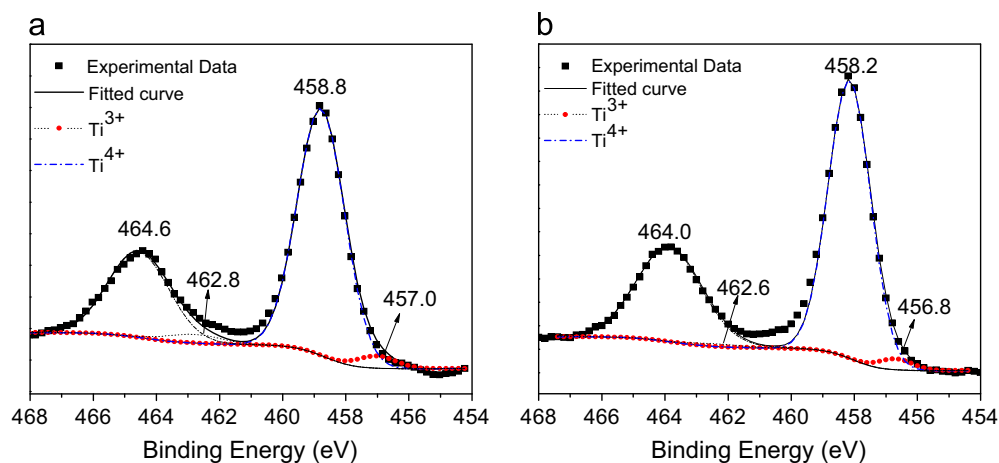 a
Experimental Data
Fitted curve
Ti3+
Ti4+
458.8
464.6
462.8
457.0
468 466 464 462 460 458 456 454
Binding Energy (eV)
b
Experimental Data
Fitted curve
Ti3+
Ti4+
458.2
464.0
462.6
456.8
468 466 464 462 460 458 456 454
Binding Energy (eV)